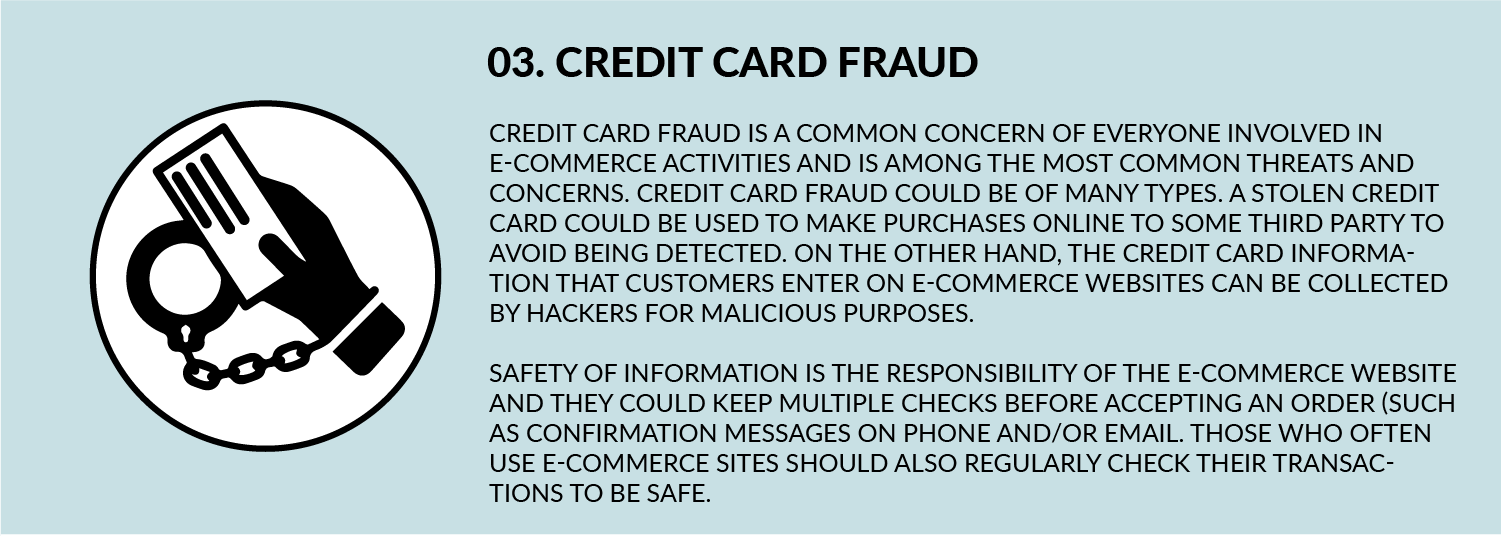 03. CREDIT CARD FRAUD
CREDIT CARD FRAUD IS A COMMON CONCERN OF EVERYONE INVOLVED IN
E-COMMERCE ACTIVITIES AND IS AMONG THE MOST COMMON THREATS AND
CONCERNS. CREDIT CARD FRAUD COULD BE OF MANY TYPES. A STOLEN CREDIT
CARD COULD BE USED TO MAKE PURCHASES ONLINE TO SOME THIRD PARTY TO
AVOID BEING DETECTED. ON THE OTHER HAND, THE CREDIT CARD INFORMA-
TION THAT CUSTOMERS ENTER ON E-COMMERCE WEBSITES CAN BE COLLECTED
BY HACKERS FOR MALICIOUS PURPOSES.
SAFETY OF INFORMATION IS THE RESPONSIBILITY OF THE E-COMMERCE WEBSITE
AND THEY COULD KEEP MULTIPLE CHECKS BEFORE ACCEPTING AN ORDER (SUCH
AS CONFIRMATION MESSAGES ON PHONE AND/OR EMAIL. THOSE WHO OFTEN
USE E-COMMERCE SITES SHOULD ALSO REGULARLY CHECK THEIR TRANSAC-
TIONS TO BE SAFE.